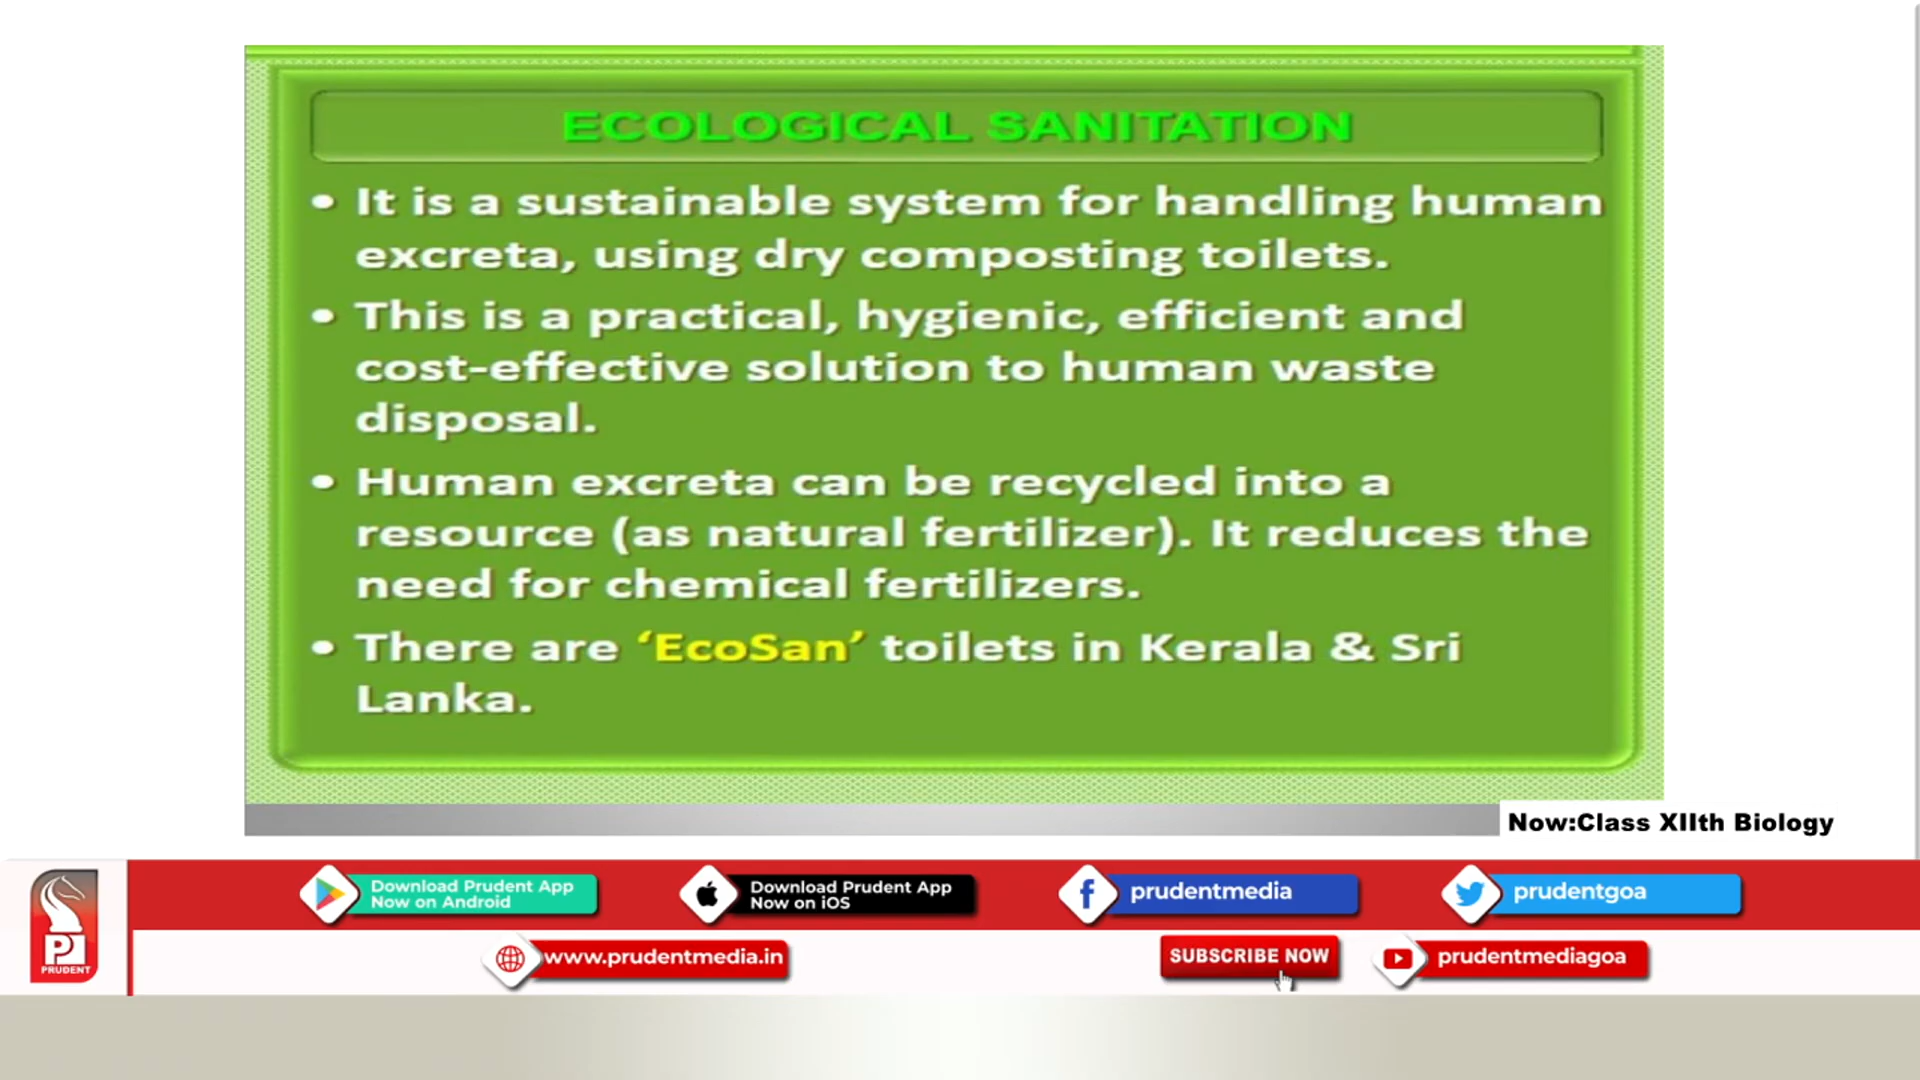 ECOLOGICAL SANITATION
• It is a sustainable system for handling human
excreta, using dry composting toilets.
• This is a practical, hygienic, efficient and
cost-effective solution to human waste
disposal.
• Human excreta can be recycled into a
resource (as natural fertilizer). It reduces the
need for chemical fertilizers.
• There are ‘EcoSan’ toilets in Kerala & Sri
Lanka.
Now:Class XIIth Biology
Download Prudent App
Now on Android
Download Prudent App
Now on iOS
prudentmedia
prudentgoa
PRUDENT
www.prudentmedia.in
SUBSCRIBE NOW
prudentmediagoa